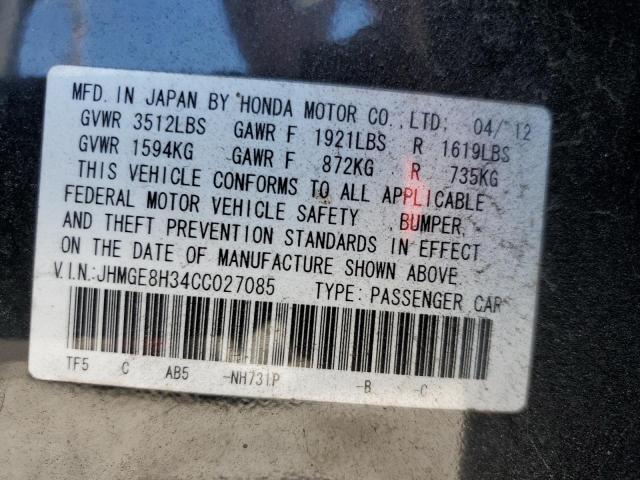 MFD. IN JAPAN BY HONDA MOTOR CO.,LTD. 04/12
GVWR 3512LBS GAWR F 1921LBS R 1619LBS
GVWR 1594KG GAWR F 872KG R 735KG
THIS VEHICLE CONFORMS TO ALL APPLICABLE
FEDERAL MOTOR VEHICLE SAFETY, BUMPER,
AND THEFT PREVENTION STANDARDS IN EFFECT
ON THE DATE OF MANUFACTURE SHOWN ABOVE.
V.I.N:JHMGE8H34CC027085 TYPE:PASSENGER CAR
TF5 C AB5 -NH731P -B -C